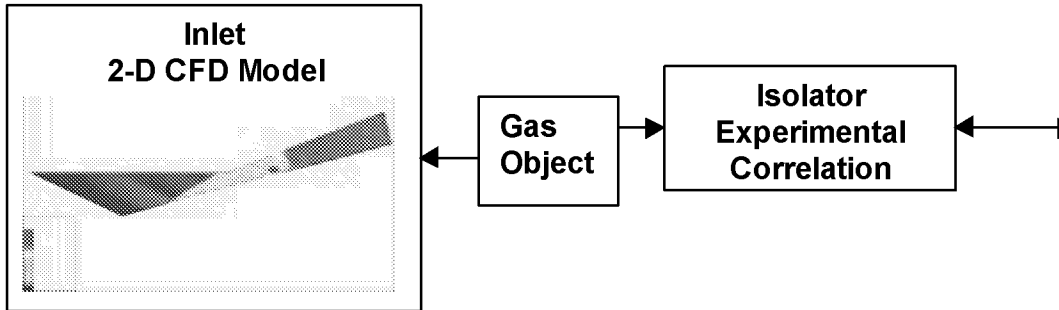 Inlet
2-D CFD Model
Gas
Object
Isolator
Experimental
Correlation